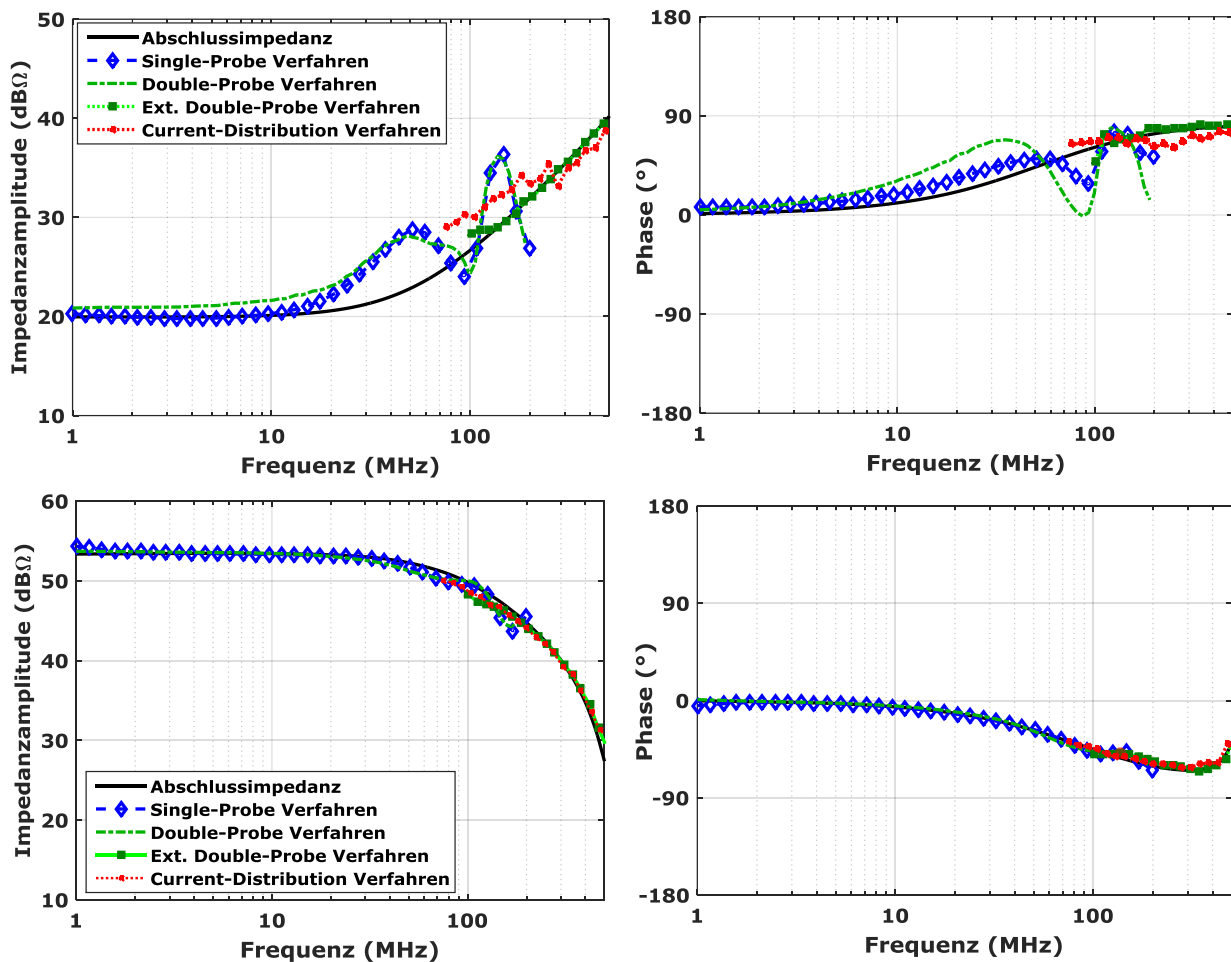 50
40
30
20
10
Impedanzamplitude (dBΩ)
Abschlussimpedanz
Single-Probe Verfahren
Double-Probe Verfahren
Ext. Double-Probe Verfahren
Current-Distribution Verfahren
1
10
100
Frequenz (MHz)
180
90
0
-90
-180
Phase (°)
1
10
100
Frequenz (MHz)
60
50
40
30
20
10
Impedanzamplitude (dBΩ)
Abschlussimpedanz
Single-Probe Verfahren
Double-Probe Verfahren
Ext. Double-Probe Verfahren
Current-Distribution Verfahren
1
10
100
Frequenz (MHz)
180
90
0
-90
-180
Phase (°)
1
10
100
Frequenz (MHz)